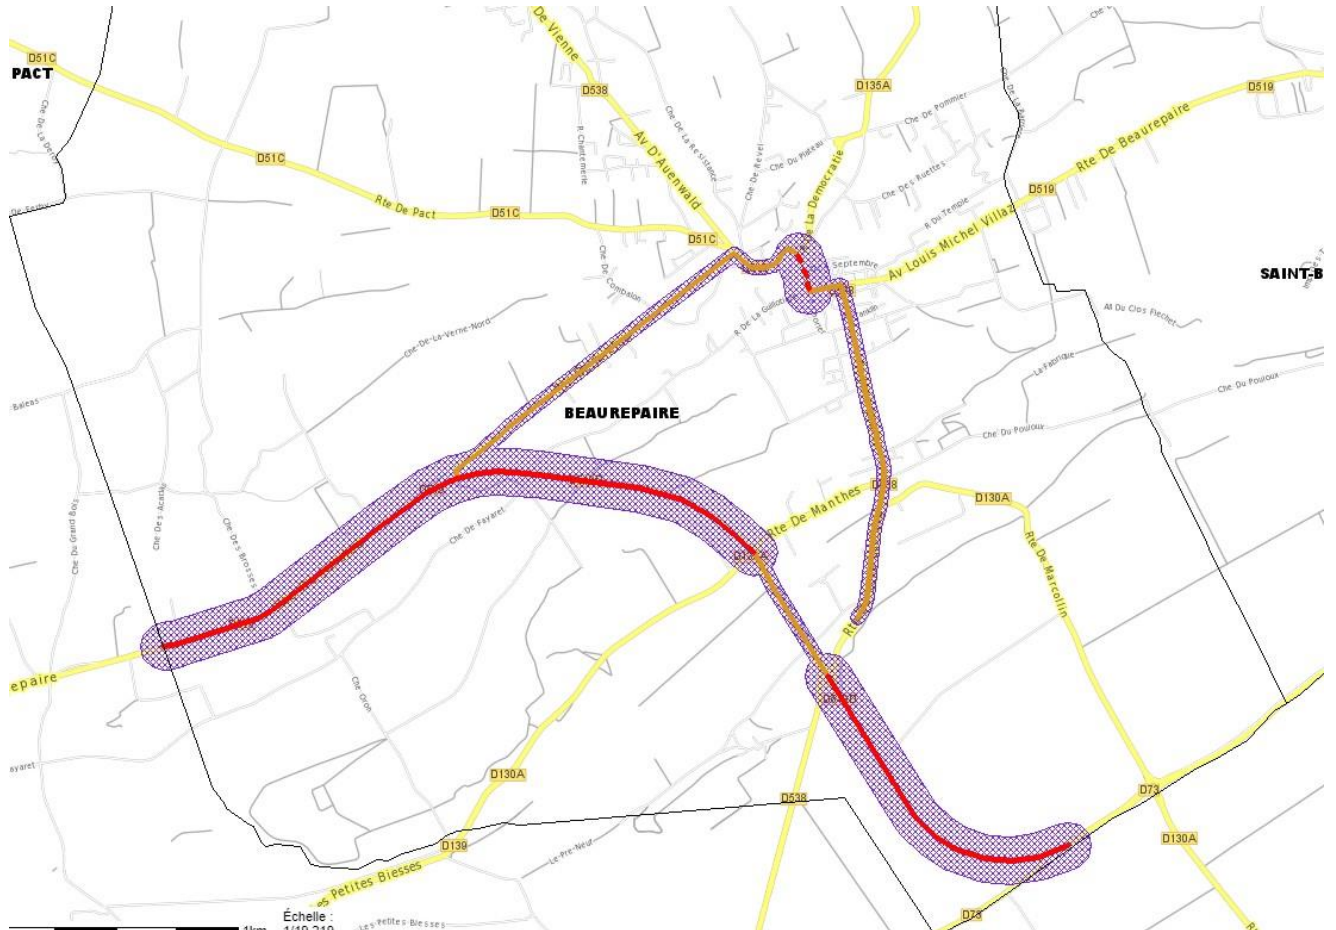 De Vienne
D51C
PACT
D538
D135A
D519
Che De Pommier
Rte De Beaurepaire
R Chantemerle
Che De La Resistance
Av D'Auenwald
Che De Revel
Che Du Plateau
De La Democratie
Che Des Ruettes
D51C
D519
Rte De Pact
D51C
R Du Temple
D51C
Av Louis Michel Villaz
Che De Combalon
Septembre
SAINT-B
All Du Clos Flechet
R De La Guillot
Che-De-La-Verne-Nord
La-Fabrique
Che Du Pouloux
-Baleas
BEAUREPAIRE
Che Du Pouloux
D130A
Rte De Manthes
Che Du Grand Bois
Che Des Acacias
Che Des Brosses
Che De Fayaret
Rte De Marcollin
epaire
Che Oron
ayaret
D130A
D538
D73
D130A
D139
Le-Pre-Neuf
es Petites Biesses
D73
Échelle :
1km
Les Petites Biesses